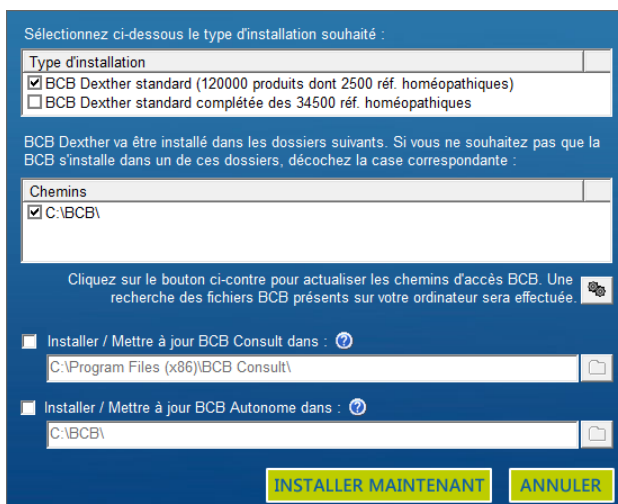 Sélectionnez ci-dessous le type d'installation souhaité :
Type d'installation
BCB Dexther standard (120000 produits dont 2500 réf. homéopathiques)
BCB Dexther standard complétée des 34500 réf. homéopathiques
BCB Dexther va être installé dans les dossiers suivants. Si vous ne souhaitez pas que la
BCB s'installe dans un de ces dossiers, décochez la case correspondante :
Chemins
C:\BCB\
Cliquez sur le bouton ci-contre pour actualiser les chemins d'accès BCB. Une
recherche des fichiers BCB présents sur votre ordinateur sera effectuée.
Installer / Mettre à jour BCB Consult dans : ?
C:\Program Files (x86)\BCB Consult\
Installer / Mettre à jour BCB Autonome dans : ?
C:\BCB\
INSTALLER MAINTENANT ANNULER